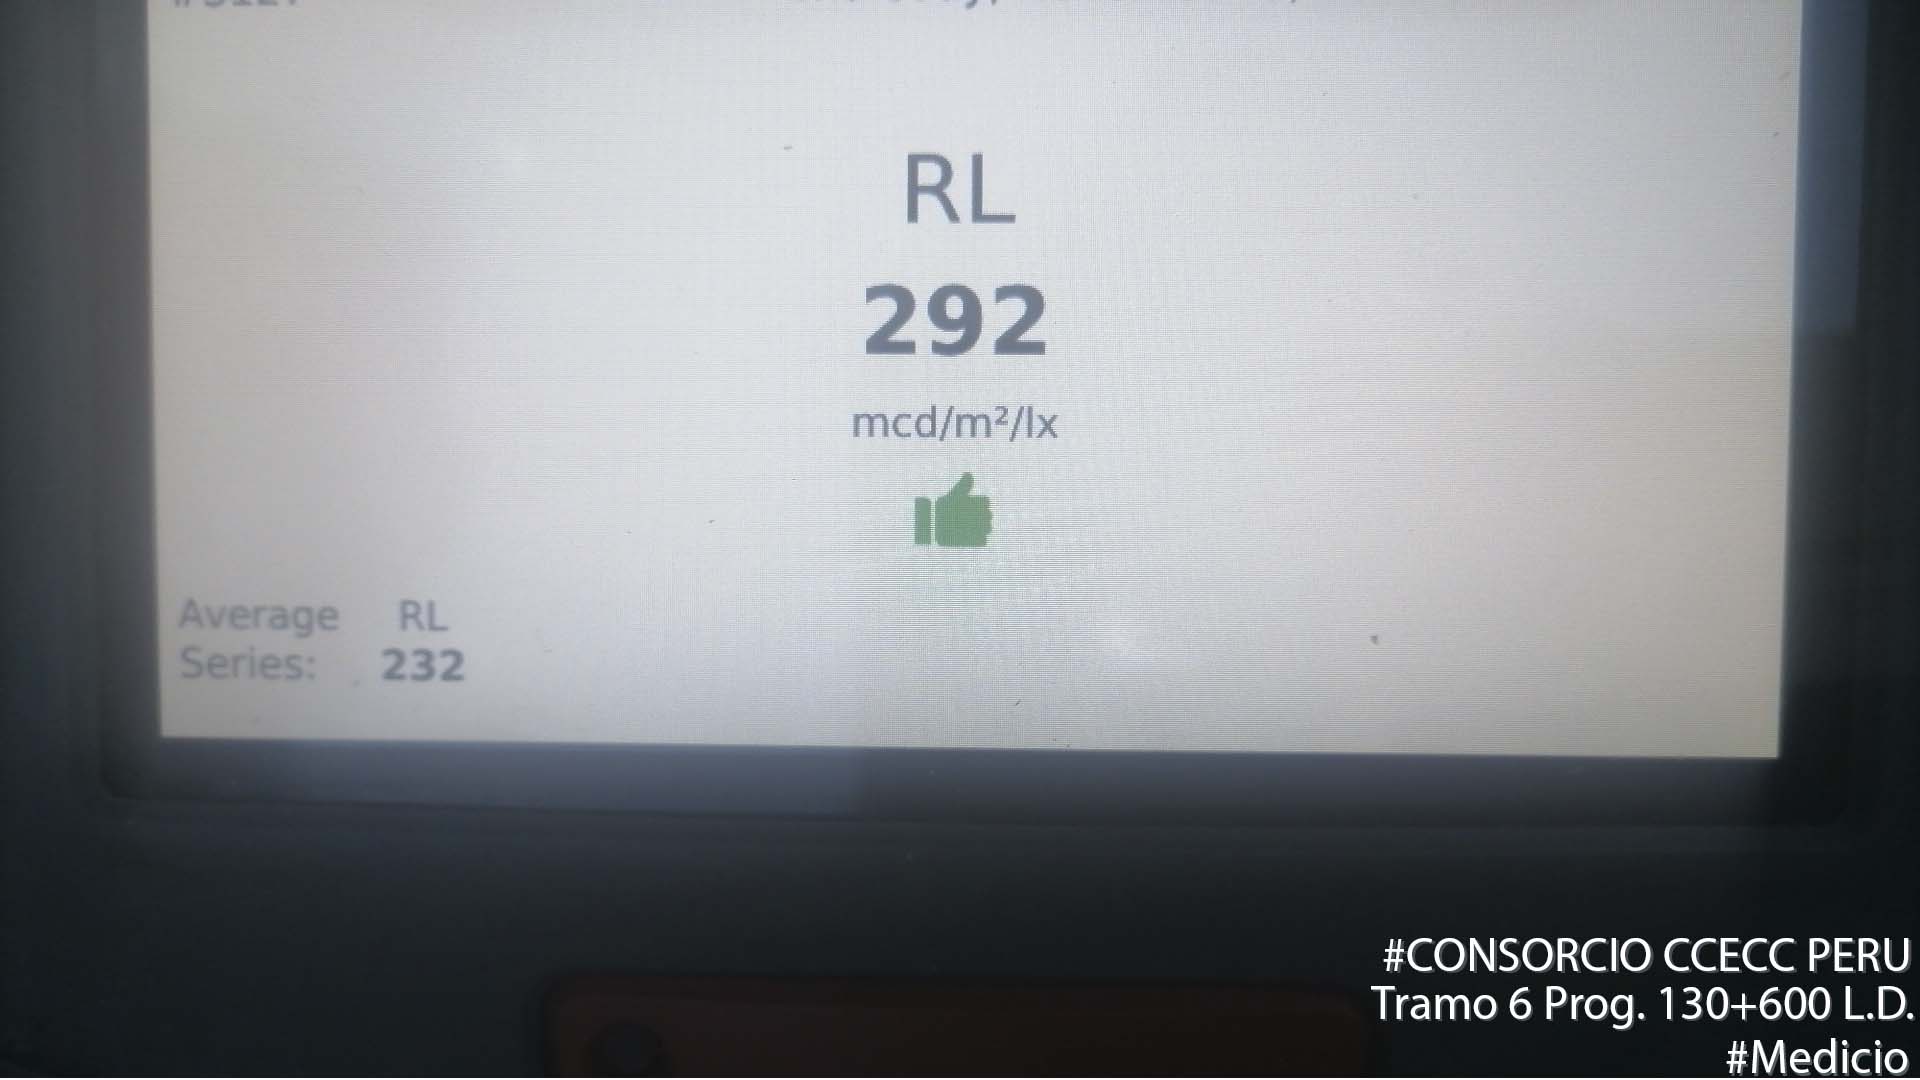 RL
292
mcd/m²/lx
Average RL
Series: 232
#CONSORCIO CCECC PERU
Tramo 6 Prog. 130+600 L.D.
#Medicio